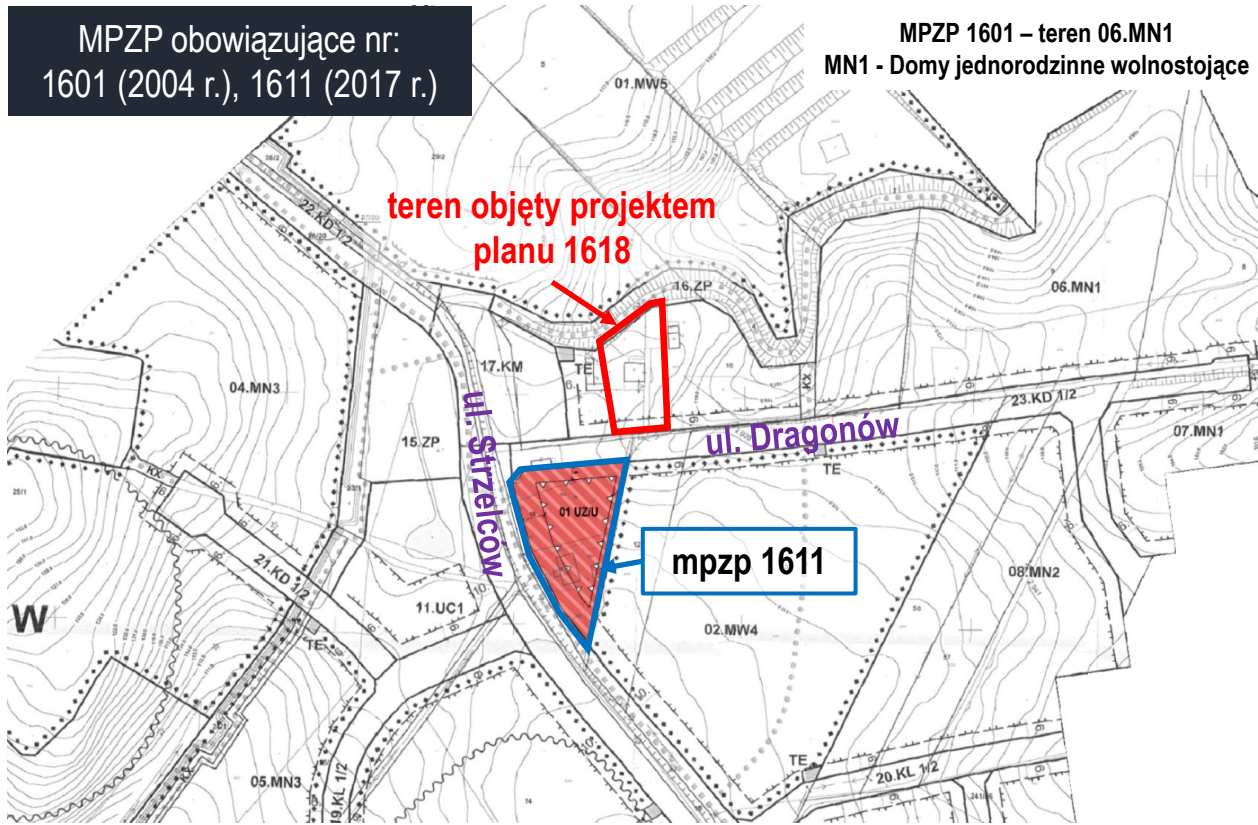 MPZP obowiązujące nr:
1601 (2004 r.), 1611 (2017 r.)
MPZP 1601 – teren 06.MN1
MN1 - Domy jednorodzinne wolnostojące
01.MW5
teren objęty projektem
planu 1618
22.KD 1/2
16.ZP
06.MN1
17.KM
TE
04.MN3
KX
23.KD 1/2
ul. Dragonów
07.MN1
15.ZP
ul. Strzelców
TE
KX
01 UZ/U
mpzp 1611
21.KD 1/2
08.MN2
11.UC1
W
02.MW4
TE
TE
20.KL 1/2
05.MN3
19.KL 1/2